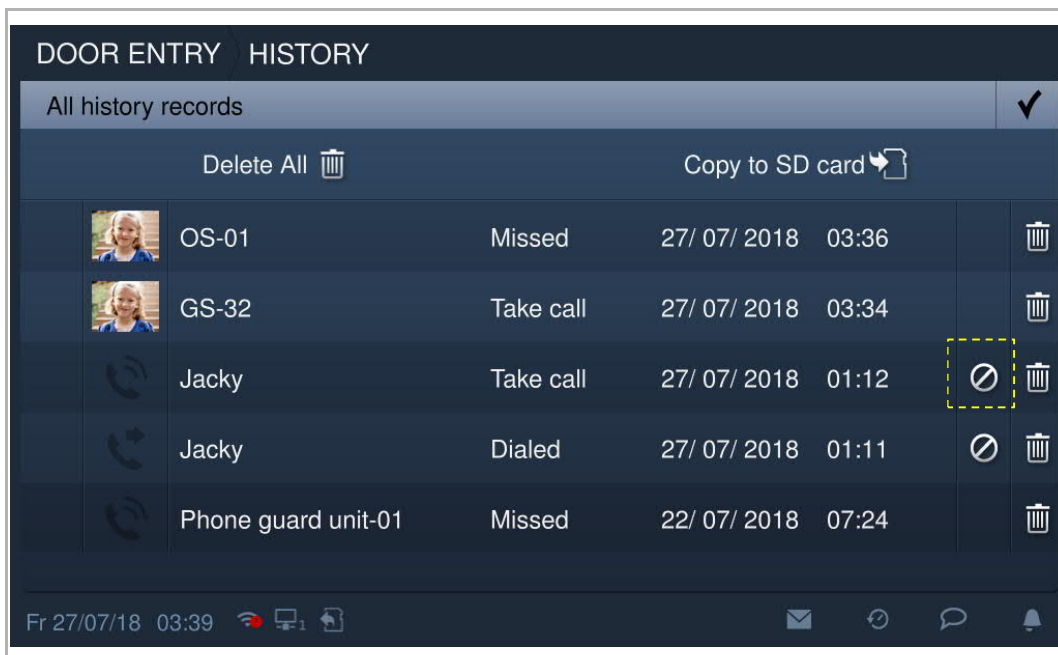 DOOR ENTRY HISTORY
All history records
Delete All Copy to SD card
OS-01 Missed 27/ 07/ 2018 03:36
GS-32 Take call 27/ 07/ 2018 03:34
Jacky Take call 27/ 07/ 2018 01:12
Jacky Dialed 27/ 07/ 2018 01:11
Phone guard unit-01 Missed 22/ 07/ 2018 07:24
Fr 27/07/18 03:39 1